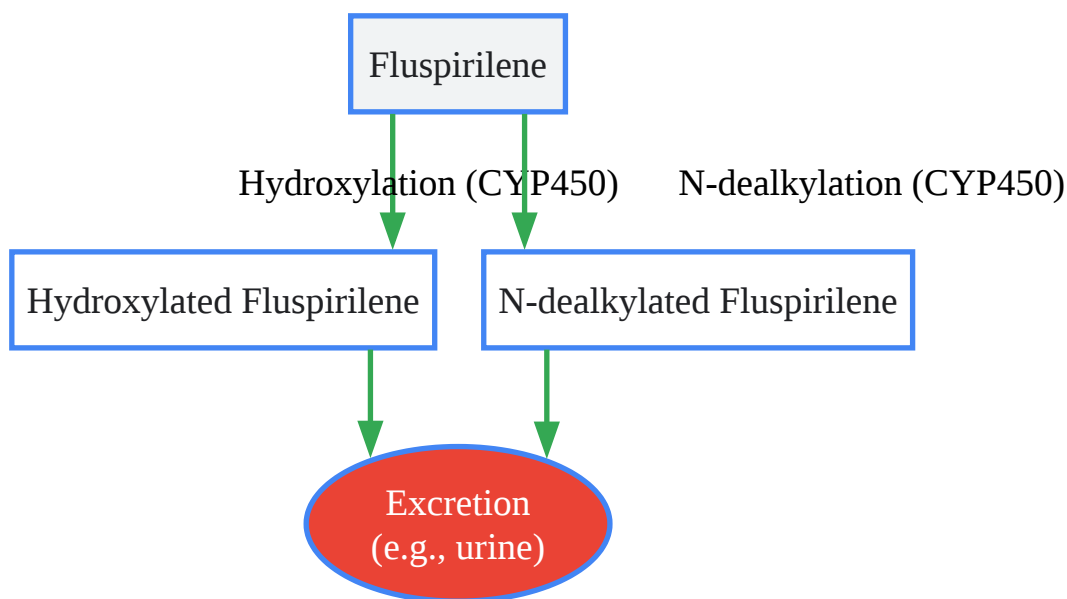 Fluspirilene
Hydroxylation (CYP450)
N-dealkylation (CYP450)
Hydroxylated Fluspirilene
N-dealkylated Fluspirilene
Excretion
(e.g., urine)